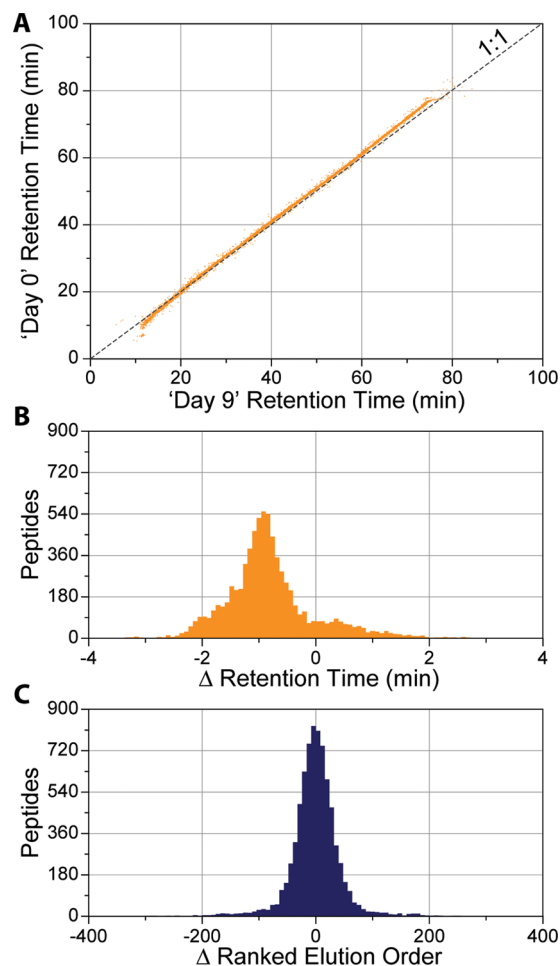 A
100
80
60
40
20
0
'Day 0' Retention Time (min)
1:1
0 20 40 60 80 100
'Day 9' Retention Time (min)
B
900
720
540
360
180
0
Peptides
-4 -2 0 2 4
Δ Retention Time (min)
C
900
720
540
360
180
0
Peptides
-400 -200 0 200 400
Δ Ranked Elution Order